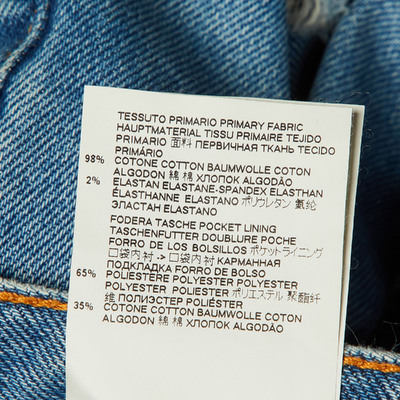 TESSUTO PRIMARIO PRIMARY FABRIC
HAUPTMATERIAL TISSU PRIMAIRE TEJIDO
PRIMARIO 面料 ПЕРВИЧНАЯ ТКАНЬ TECIDO
PRIMÁRIO
98% COTONE COTTON BAUMWOLLE COTON
ALGODON 綿 棉 ХЛОПОК ALGODÃO
2% ELASTAN ELASTANE-SPANDEX ELASTHAN
ÉLASTHANNE ELASTANO ポリウレタン 氨纶
ЭЛАСТАН ELASTANO
FODERA TASCHE POCKET LINING
TASCHENFUTTER DOUBLURE POCHE
FORRO DE LOS BOLSILLOS ポケットライニング
口袋内衬 -> 口袋内衬 КАРМАННАЯ
ПОДКЛАДКА FORRO DE BOLSO
65% POLIESTERE POLYESTER POLYESTER
POLYESTER POLIESTER ポリエステル 聚酯纤
维 ПОЛИЭСТЕР POLIÉSTER
35% COTONE COTTON BAUMWOLLE COTON
ALGODON 綿 棉 ХЛОПОК ALGODÃO